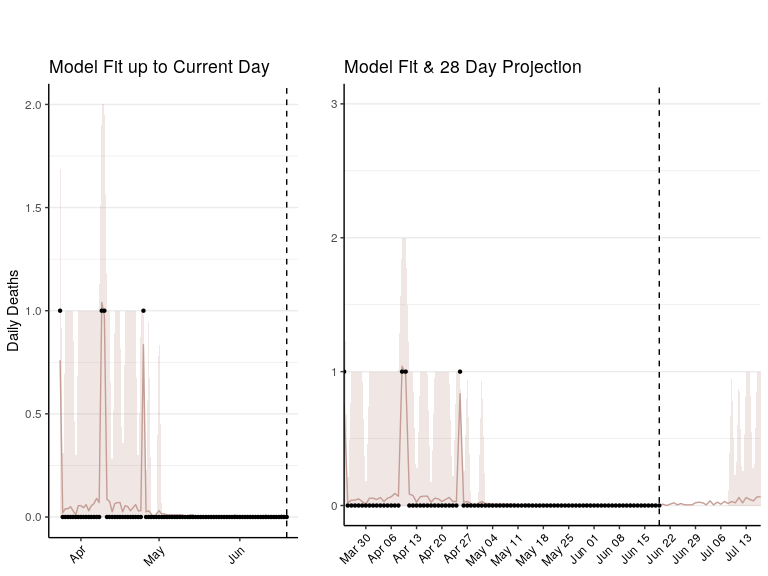 Model Fit up to Current Day
Daily Deaths
2.0
1.5
1.0
0.5
0.0
Apr
May
Jun
Model Fit & 28 Day Projection
3
2
1
0
Mar 30
Apr 06
Apr 13
Apr 20
Apr 27
May 04
May 11
May 18
May 25
Jun 01
Jun 08
Jun 15
Jun 22
Jun 29
Jul 06
Jul 13